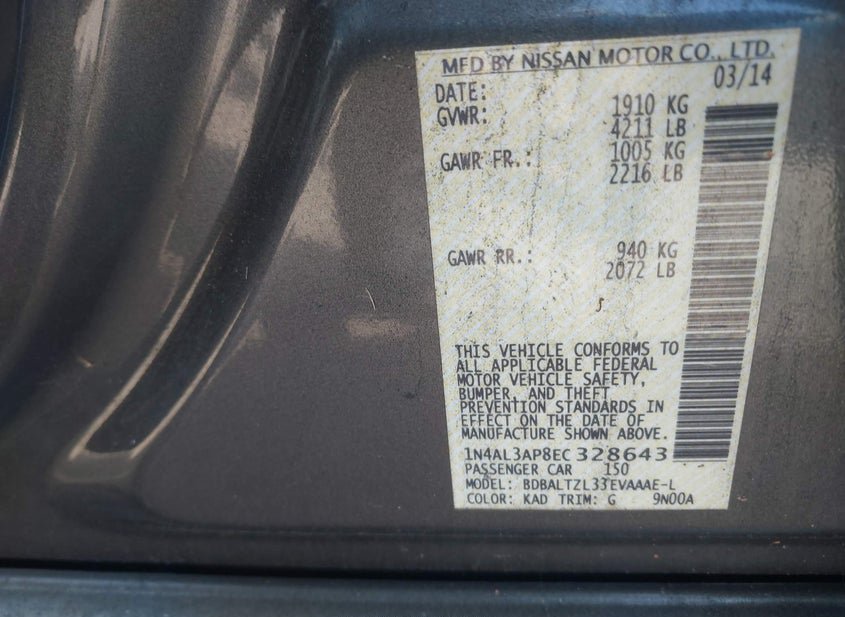 MFD BY NISSAN MOTOR CO., LTD.
DATE: 03/14
GVWR: 1910 KG
4211 LB
GAWR FR.: 1005 KG
2216 LB
GAWR RR.: 940 KG
2072 LB
THIS VEHICLE CONFORMS TO
ALL APPLICABLE FEDERAL
MOTOR VEHICLE SAFETY,
BUMPER, AND THEFT
PREVENTION STANDARDS IN
EFFECT ON THE DATE OF
MANUFACTURE SHOWN ABOVE.
1N4AL3AP8EC 328643
PASSENGER CAR 150
MODEL: BDBALTZL33EVAAAE-L
COLOR: KAD TRIM: G 9N00A